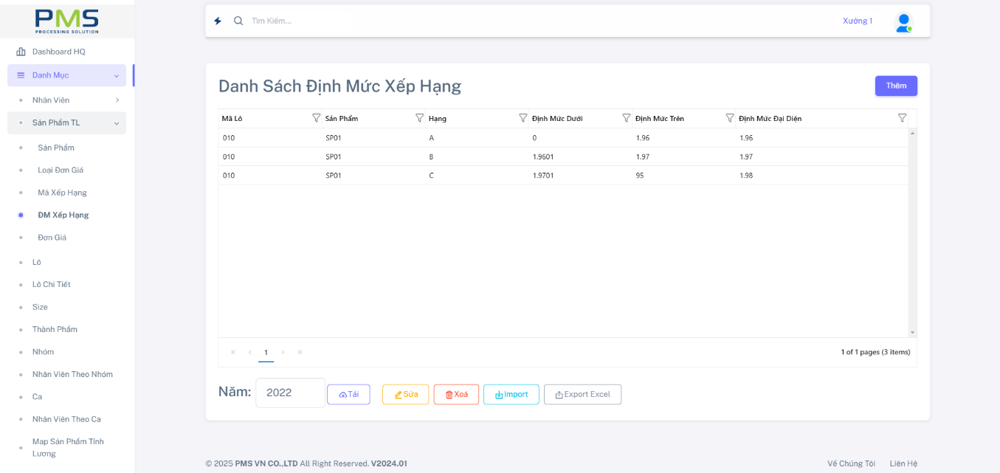 PMS
PROCESSING SOLUTION
Dashboard HQ
Danh Mục
Nhân Viên
Sản Phẩm TL
Sản Phẩm
Loại Đơn Giá
Mã Xếp Hạng
ĐM Xếp Hạng
Đơn Giá
Lô
Lô Chi Tiết
Size
Thành Phẩm
Nhóm
Nhân Viên Theo Nhóm
Ca
Nhân Viên Theo Ca
Map Sản Phẩm Tính
Lương
Tìm Kiếm...
Xưởng 1
Danh Sách Định Mức Xếp Hạng
Thêm
Mã Lô Sản Phẩm Hạng Định Mức Dưới Định Mức Trên Định Mức Đại Diện
010 SP01 A 0 1.96 1.96
010 SP01 B 1.9601 1.97 1.97
010 SP01 C 1.9701 95 1.98
1
1 of 1 pages (3 items)
Năm: 2022 Tải Sửa Xoá Import Export Excel
© 2025 PMS VN CO.,LTD All Right Reserved. V2024.01
Về Chúng Tôi Liên Hệ